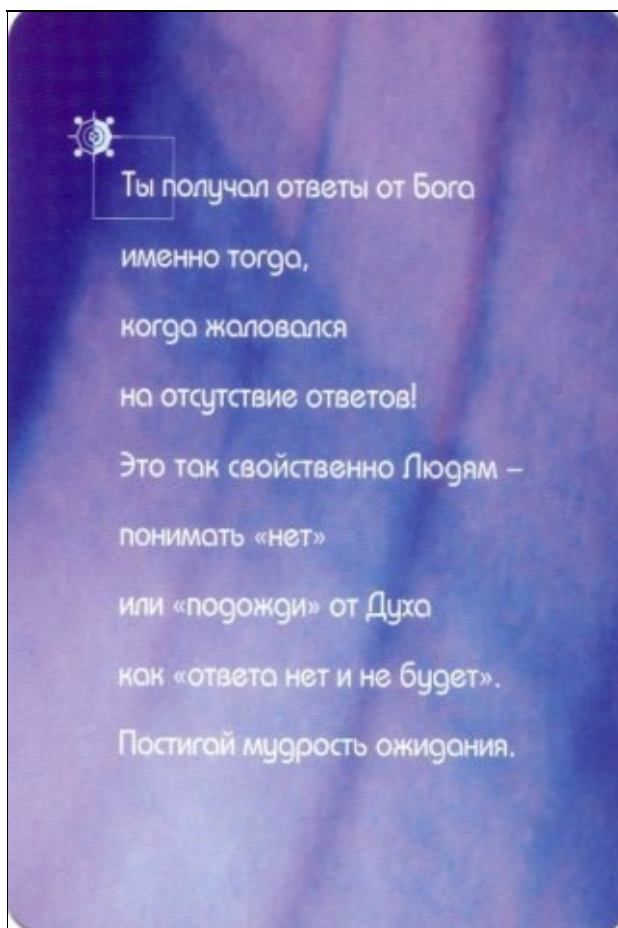 Ты получал ответы от Бога
именно тогда,
когда жаловался
на отсутствие ответов!
Это так свойственно Людям –
понимать «нет»
или «подожди» от Духа
как «ответа нет и не будет».
Постигай мудрость ожидания.